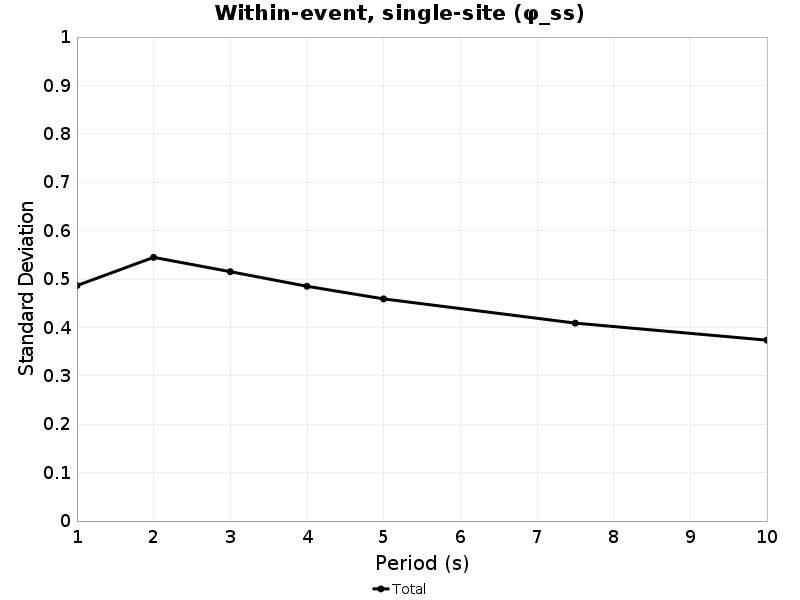 Within-event, single-site (φ_ss)
1
0.9
0.8
0.7
0.6
0.5
0.4
0.3
0.2
0.1
0
Standard Deviation
1 2 3 4 5 6 7 8 9 10
Period (s)
Total